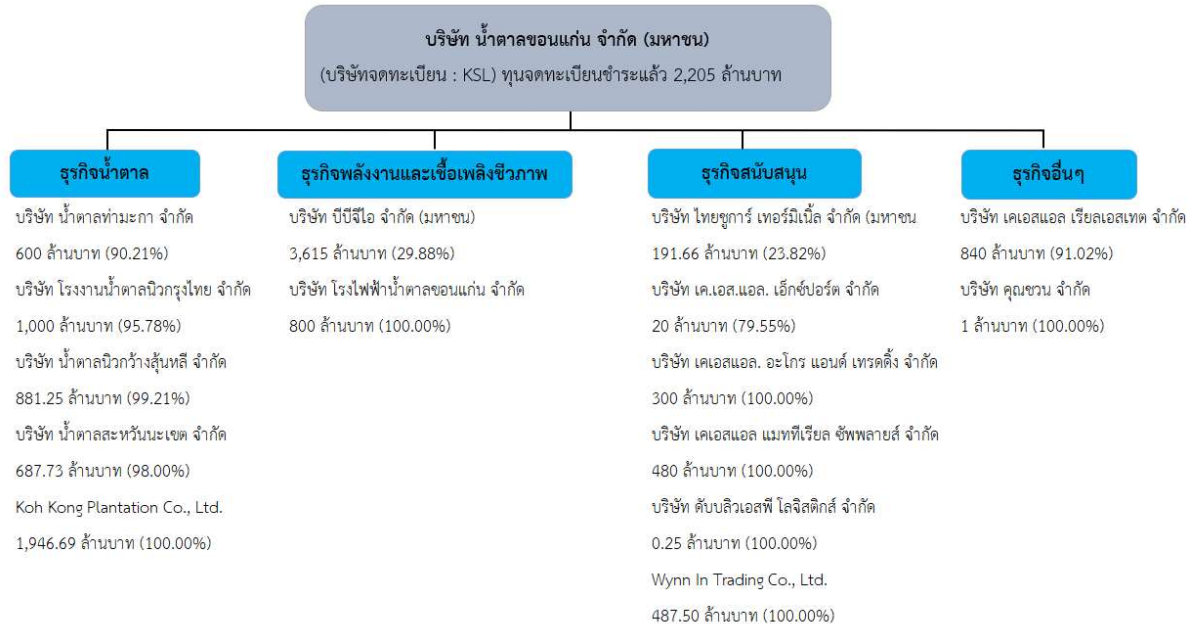 บริษัท น้ำตาลขอนแก่น จำกัด (มหาชน)
(บริษัทจดทะเบียน : KSL) ทุนจดทะเบียนชำระแล้ว 2,205 ล้านบาท
ธุรกิจน้ำตาล
บริษัท น้ำตาลท่ามะกา จำกัด
600 ล้านบาท (90.21%)
บริษัท โรงงานน้ำตาลนิวกรุงไทย จำกัด
1,000 ล้านบาท (95.78%)
บริษัท น้ำตาลนิวกว้างสุ้นหลี จำกัด
881.25 ล้านบาท (99.21%)
บริษัท น้ำตาลสะหวันนะเขต จำกัด
687.73 ล้านบาท (98.00%)
Koh Kong Plantation Co., Ltd.
1,946.69 ล้านบาท (100.00%)
ธุรกิจพลังงานและเชื้อเพลิงชีวภาพ
บริษัท บีบีจีไอ จำกัด (มหาชน)
3,615 ล้านบาท (29.88%)
บริษัท โรงไฟฟ้าน้ำตาลขอนแก่น จำกัด
800 ล้านบาท (100.00%)
ธุรกิจสนับสนุน
บริษัท ไทยชูการ์ เทอร์มิเนิ้ล จำกัด (มหาชน
191.66 ล้านบาท (23.82%)
บริษัท เค.เอส.แอล. เอ็กซ์ปอร์ต จำกัด
20 ล้านบาท (79.55%)
บริษัท เคเอสแอล. อะโกร แอนด์ เทรดดิ้ง จำกัด
300 ล้านบาท (100.00%)
บริษัท เคเอสแอล แมททีเรียล ซัพพลายส์ จำกัด
480 ล้านบาท (100.00%)
บริษัท ดับบลิวเอสพี โลจิสติกส์ จำกัด
0.25 ล้านบาท (100.00%)
Wynn In Trading Co., Ltd.
487.50 ล้านบาท (100.00%)
ธุรกิจอื่นๆ
บริษัท เคเอสแอล เรียลเอสเทต จำกัด
840 ล้านบาท (91.02%)
บริษัท คุณชวน จำกัด
1 ล้านบาท (100.00%)